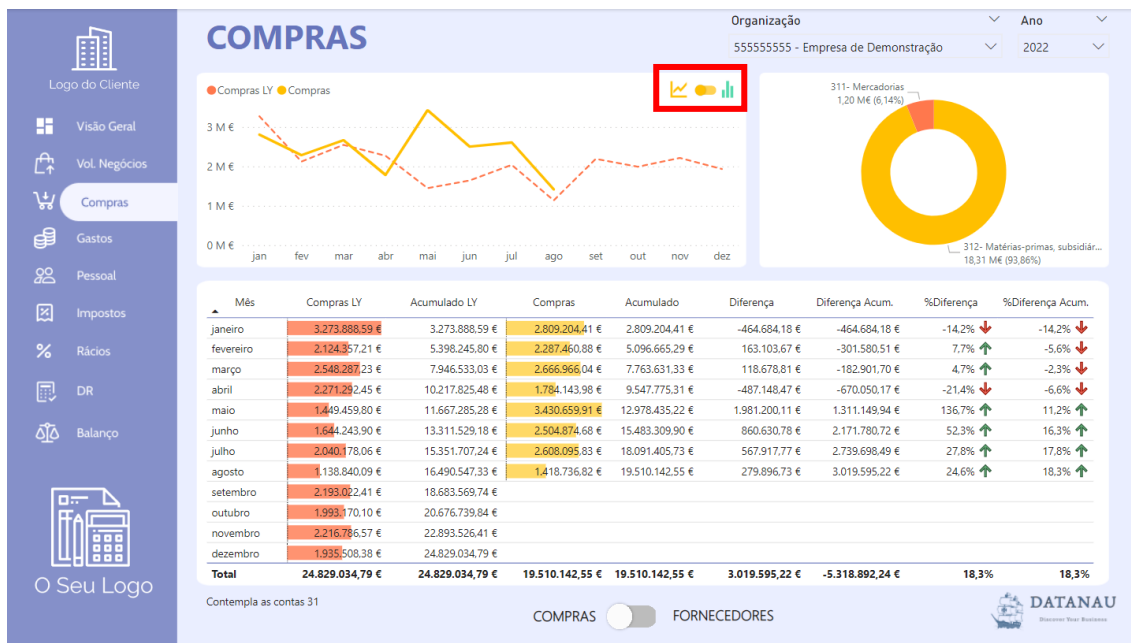 Logo do Cliente
Visão Geral
Vol. Negócios
Compras
Gastos
Pessoal
Impostos
Rácios
DR
Balanço
O Seu Logo
COMPRAS
Organização
555555555 - Empresa de Demonstração
Ano
2022
Compras LY Compras
3 M €
2 M €
1 M €
0 M €
jan fev mar abr mai jun jul ago set out nov dez
311- Mercadorias
1,20 M€ (6,14%)
312- Matérias-primas, subsidiár...
18,31 M€ (93,86%)
Mês Compras LY Acumulado LY Compras Acumulado Diferença Diferença Acum. %Diferença %Diferença Acum.
janeiro 3.273.888,59 € 3.273.888,59 € 2.809.204,41 € 2.809.204,41 € -464.684,18 € -464.684,18 € -14,2% -14,2%
fevereiro 2.124.357,21 € 5.398.245,80 € 2.287.460,88 € 5.096.665,29 € 163.103,67 € -301.580,51 € 7,7% -5,6%
março 2.548.287,23 € 7.946.533,03 € 2.666.966,04 € 7.763.631,33 € 118.678,81 € -182.901,70 € 4,7% -2,3%
abril 2.271.292,45 € 10.217.825,48 € 1.784.143,98 € 9.547.775,31 € -487.148,47 € -670.050,17 € -21,4% -6,6%
maio 1.449.459,80 € 11.667.285,28 € 3.430.659,91 € 12.978.435,22 € 1.981.200,11 € 1.311.149,94 € 136,7% 11,2%
junho 1.644.243,90 € 13.311.529,18 € 2.504.874,68 € 15.483.309,90 € 860.630,78 € 2.171.780,72 € 52,3% 16,3%
julho 2.040.178,06 € 15.351.707,24 € 2.608.095,83 € 18.091.405,73 € 567.917,77 € 2.739.698,49 € 27,8% 17,8%
agosto 1.138.840,09 € 16.490.547,33 € 1.418.736,82 € 19.510.142,55 € 279.896,73 € 3.019.595,22 € 24,6% 18,3%
setembro 2.193.022,41 € 18.683.569,74 €
outubro 1.993.170,10 € 20.676.739,84 €
novembro 2.216.786,57 € 22.893.526,41 €
dezembro 1.935.508,38 € 24.829.034,79 €
Total 24.829.034,79 € 24.829.034,79 € 19.510.142,55 € 19.510.142,55 € 3.019.595,22 € -5.318.892,24 € 18,3% 18,3%
Contempla as contas 31
COMPRAS FORNECEDORES
DATANAU
Discover Your Business